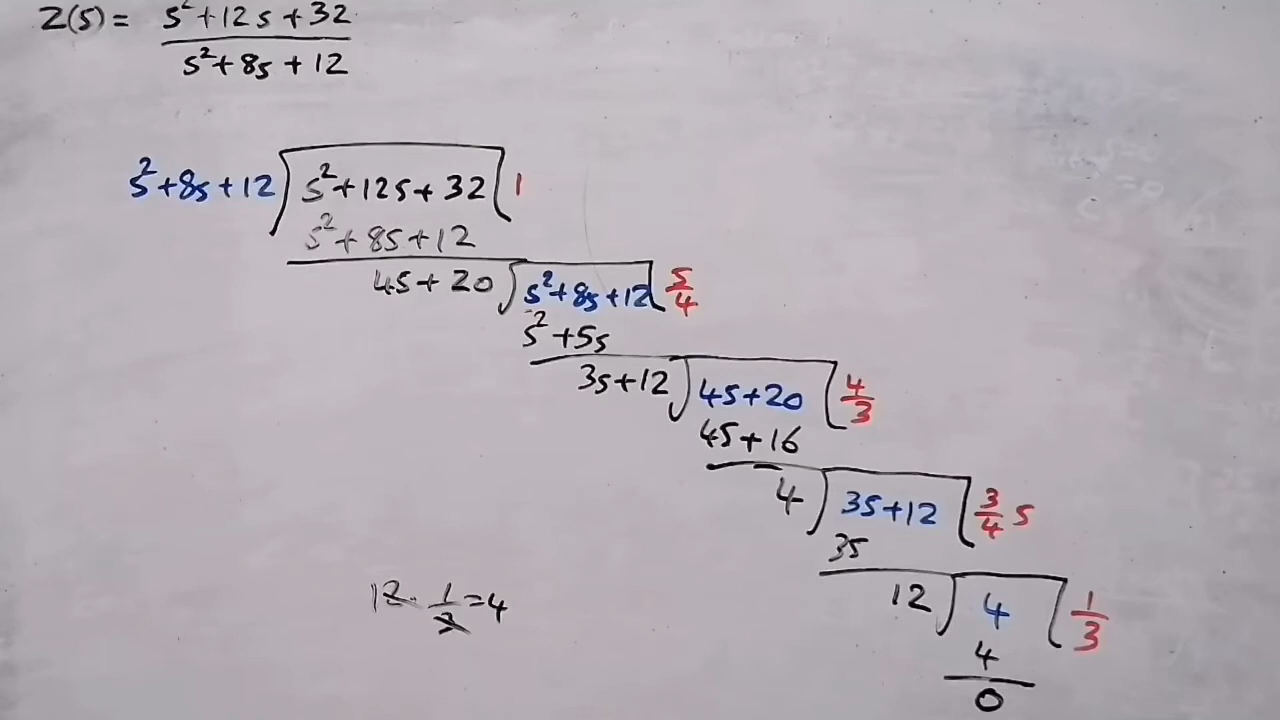 Z(s) = s²+12s+32
s²+8s+12
s²+8s+12 ) s²+12s+32 ( 1
s²+8s+12
4s+20 ) s²+8s+12 ( 5/4
s²+5s
3s+12 ) 4s+20 ( 4/3
4s+16
4 ) 3s+12 ( 3/4 s
3s
12 ) 4 ( 1/3
4
0
12·1/3=4